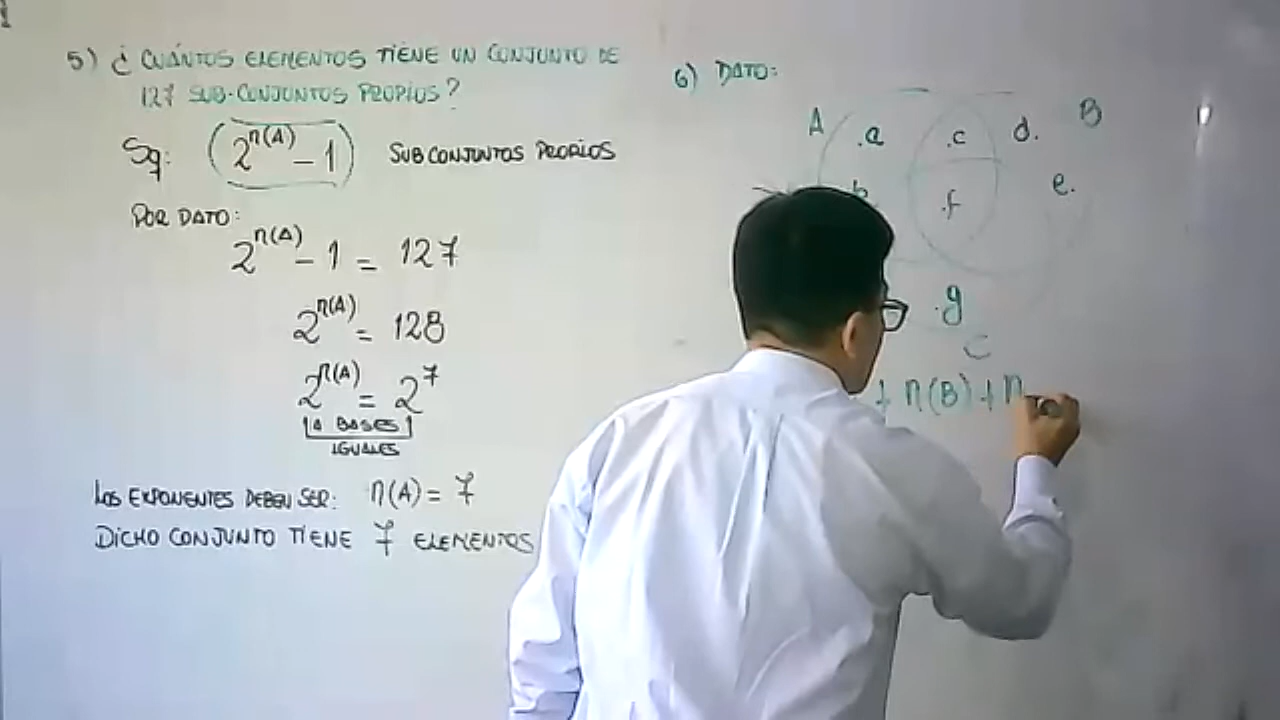 5) ¿ CUÁNTOS ELEMENTOS TIENE UN CONJUNTO DE
127 SUB-CONJUNTOS PROPIOS?
Sq: (2^n(A) - 1) SUBCONJUNTOS PROPIOS
POR DATO:
2^n(A) - 1 = 127
2^n(A) = 128
2^n(A) = 2^7
A BASES
IGUALES
LOS EXPONENTES DEBEN SER: n(A) = 7
DICHO CONJUNTO TIENE 7 ELEMENTOS
6) DATO:
A .a .c d. B
b .f e.
.g
C
+ n(B) + n